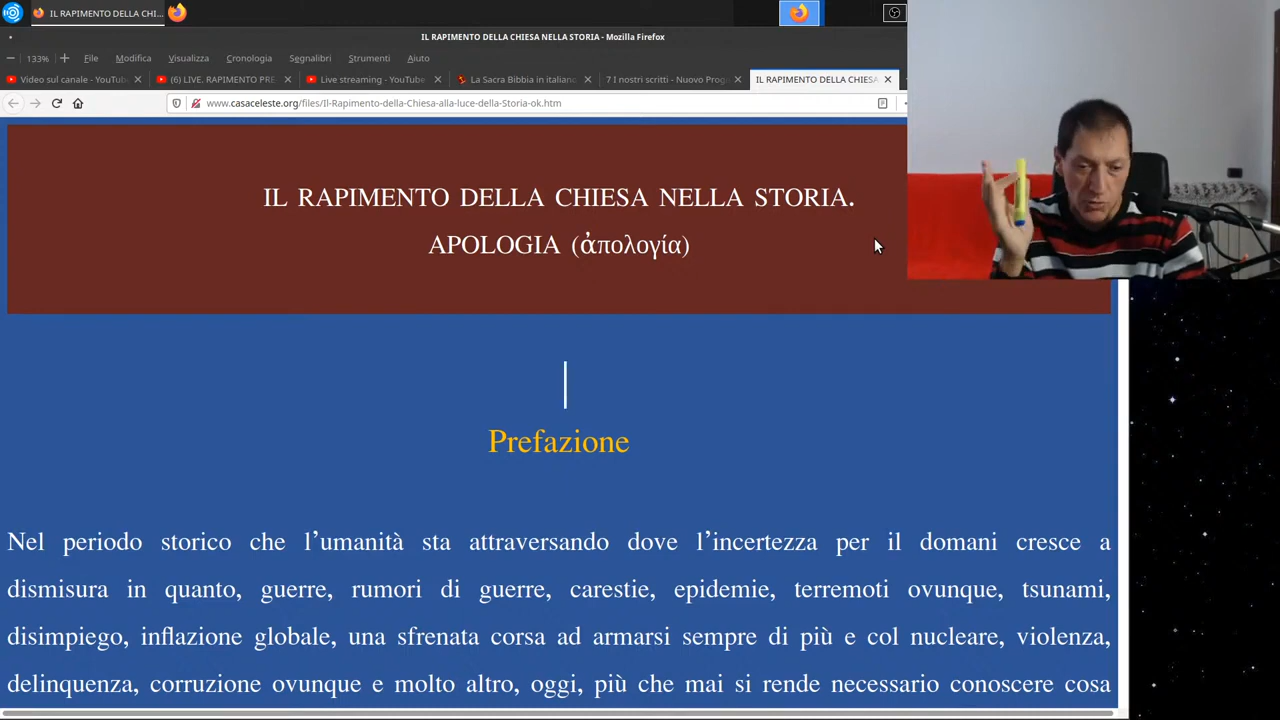 IL RAPIMENTO DELLA CHI...
IL RAPIMENTO DELLA CHIESA NELLA STORIA - Mozilla Firefox
133% File Modifica Visualizza Cronologia Segnalibri Strumenti Aiuto
Video sul canale - YouTub (6) LIVE. RAPIMENTO PRE- Live streaming - YouTube La Sacra Bibbia in italiano 7 I nostri scritti - Nuovo Prog IL RAPIMENTO DELLA CHIESA
www.casaceleste.org/files/Il-Rapimento-della-Chiesa-alla-luce-della-Storia-ok.htm
IL RAPIMENTO DELLA CHIESA NELLA STORIA.
APOLOGIA (ἀπολογία)
Prefazione
Nel periodo storico che l’umanità sta attraversando dove l’incertezza per il domani cresce a
dismisura in quanto, guerre, rumori di guerre, carestie, epidemie, terremoti ovunque, tsunami,
disimpiego, inflazione globale, una sfrenata corsa ad armarsi sempre di più e col nucleare, violenza,
delinquenza, corruzione ovunque e molto altro, oggi, più che mai si rende necessario conoscere cosa